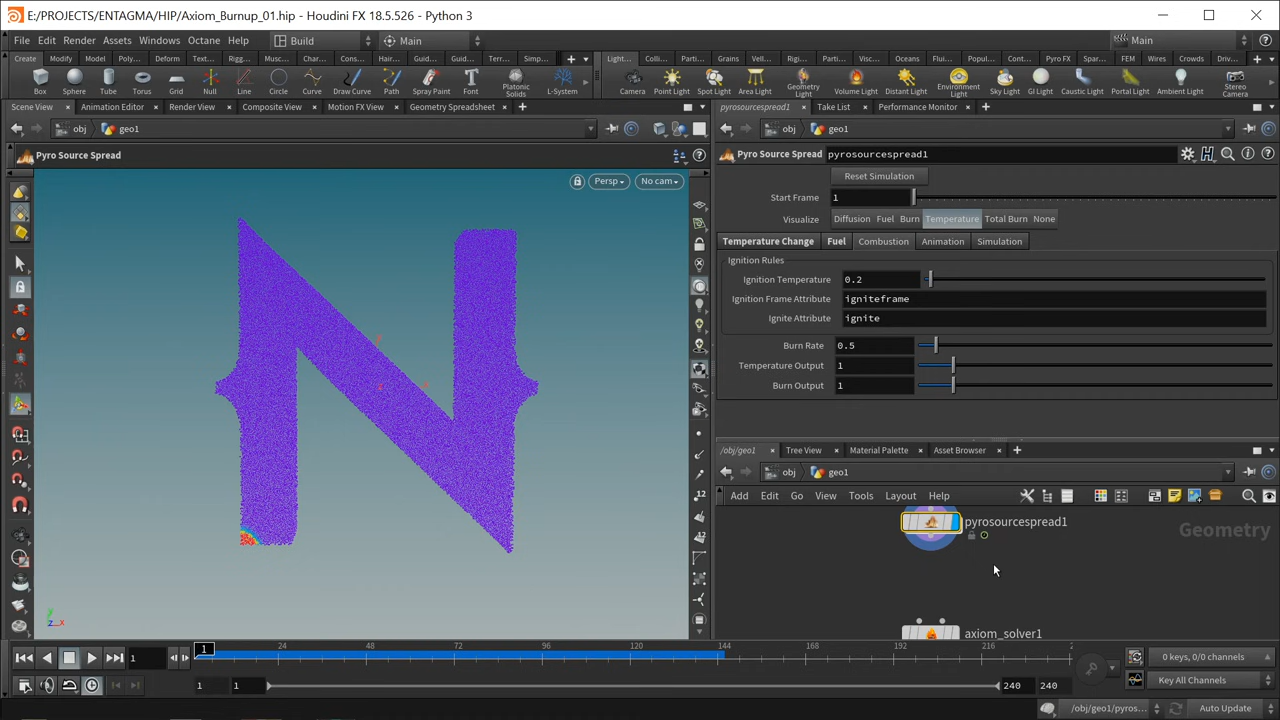 E:/PROJECTS/ENTAGMA/HIP/Axiom_Burnup_01.hip - Houdini FX 18.5.526 - Python 3
File Edit Render Assets Windows Octane Help Build Main Main
Create Modify Model Poly... Deform Text... Rigg... Musc... Char... Cons... Hair... Guid... Guid... Terr... Simp...
Light... Colli... Parti... Grains Vell... Rigi... Parti... Visc... Oceans Flui... Popul... Cont... Pyro FX Spar... FEM Wires Crowds Driv...
Box Sphere Tube Torus Grid Null Line Circle Curve Draw Curve Path Spray Paint Font Platonic Solids L-System
Camera Point Light Spot Light Area Light Geometry Light Volume Light Distant Light Environment Light Sky Light GI Light Caustic Light Portal Light Ambient Light Stereo Camera
Scene View Animation Editor Render View Composite View Motion FX View Geometry Spreadsheet
pyrosourcespread1 Take List Performance Monitor
obj geo1
obj geo1
Pyro Source Spread
Pyro Source Spread pyrosourcespread1
Persp No cam
Reset Simulation
Start Frame 1
Visualize Diffusion Fuel Burn Temperature Total Burn None
Temperature Change Fuel Combustion Animation Simulation
Ignition Rules
Ignition Temperature 0.2
Ignition Frame Attribute igniteframe
Ignite Attribute ignite
Burn Rate 0.5
Temperature Output 1
Burn Output 1
/obj/geo1 Tree View Material Palette Asset Browser
obj geo1
Add Edit Go View Tools Layout Help
12
12
Geometry
pyrosourcespread1
axiom_solver1
y
z x
1 24 48 72 96 120 144 168 192 216 2
1
0 keys, 0/0 channels
1 1 240 240
Key All Channels
/obj/geo1/pyros... Auto Update